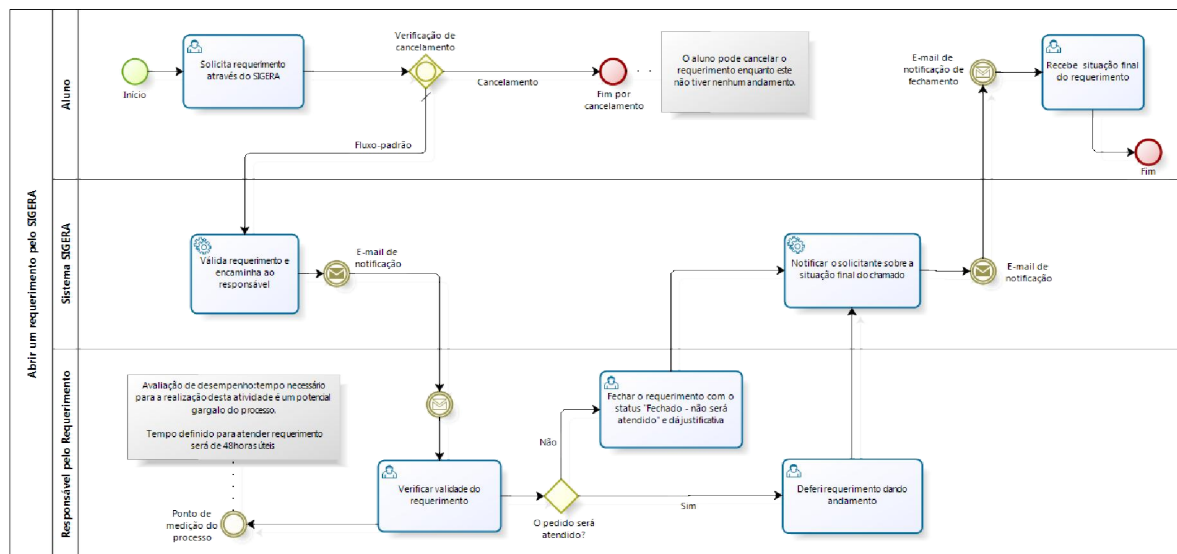 Abrir um requerimento pelo SIGERA
Aluno
Início
Solicita requerimento
através do SIGERA
Verificação de
cancelamento
Cancelamento
Fim por
cancelamento
O aluno pode cancelar o
requerimento enquanto este
não tiver nenhum andamento.
Fluxo-padrão
E-mail de
notificação de
fechamento
Recebe situação final
do requerimento
Fim
Sistema SIGERA
Válida requerimento e
encaminha ao
responsável
E-mail de
notificação
Notificar o solicitante sobre a
situação final do chamado
E-mail de
notificação
Responsável pelo Requerimento
Avaliação de desempenho:tempo necessário
para a realização desta atividade é um potencial
gargalo do processo.
Tempo definido para atender requerimento
será de 48horas úteis
Ponto de
medição do
processo
Verificar validade do
requerimento
O pedido será
atendido?
Não
Fechar o requerimento com o
status "Fechado - não será
atendido" e dá justificativa
Sim
Deferi requerimento dando
andamento